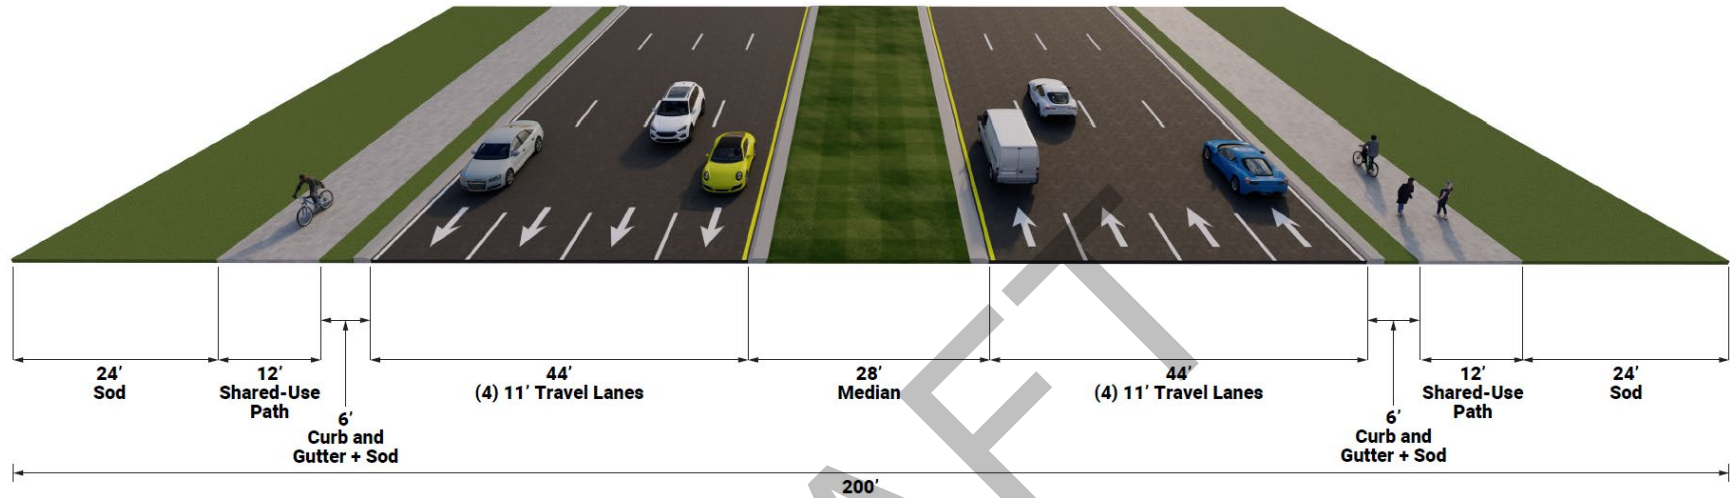 24’
Sod
12’
Shared-Use
Path
6’
Curb and
Gutter + Sod
44’
(4) 11’ Travel Lanes
28’
Median
44’
(4) 11’ Travel Lanes
6’
Curb and
Gutter + Sod
12’
Shared-Use
Path
24’
Sod
200’